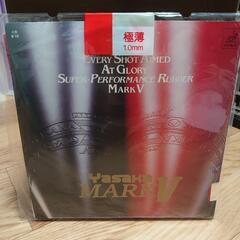 極薄
1.0mm
EVERY SHOT AIMED
AT GLORY
SUPER-PERFORMANCE RUBBER
MARK V
Yasaka
MARK V